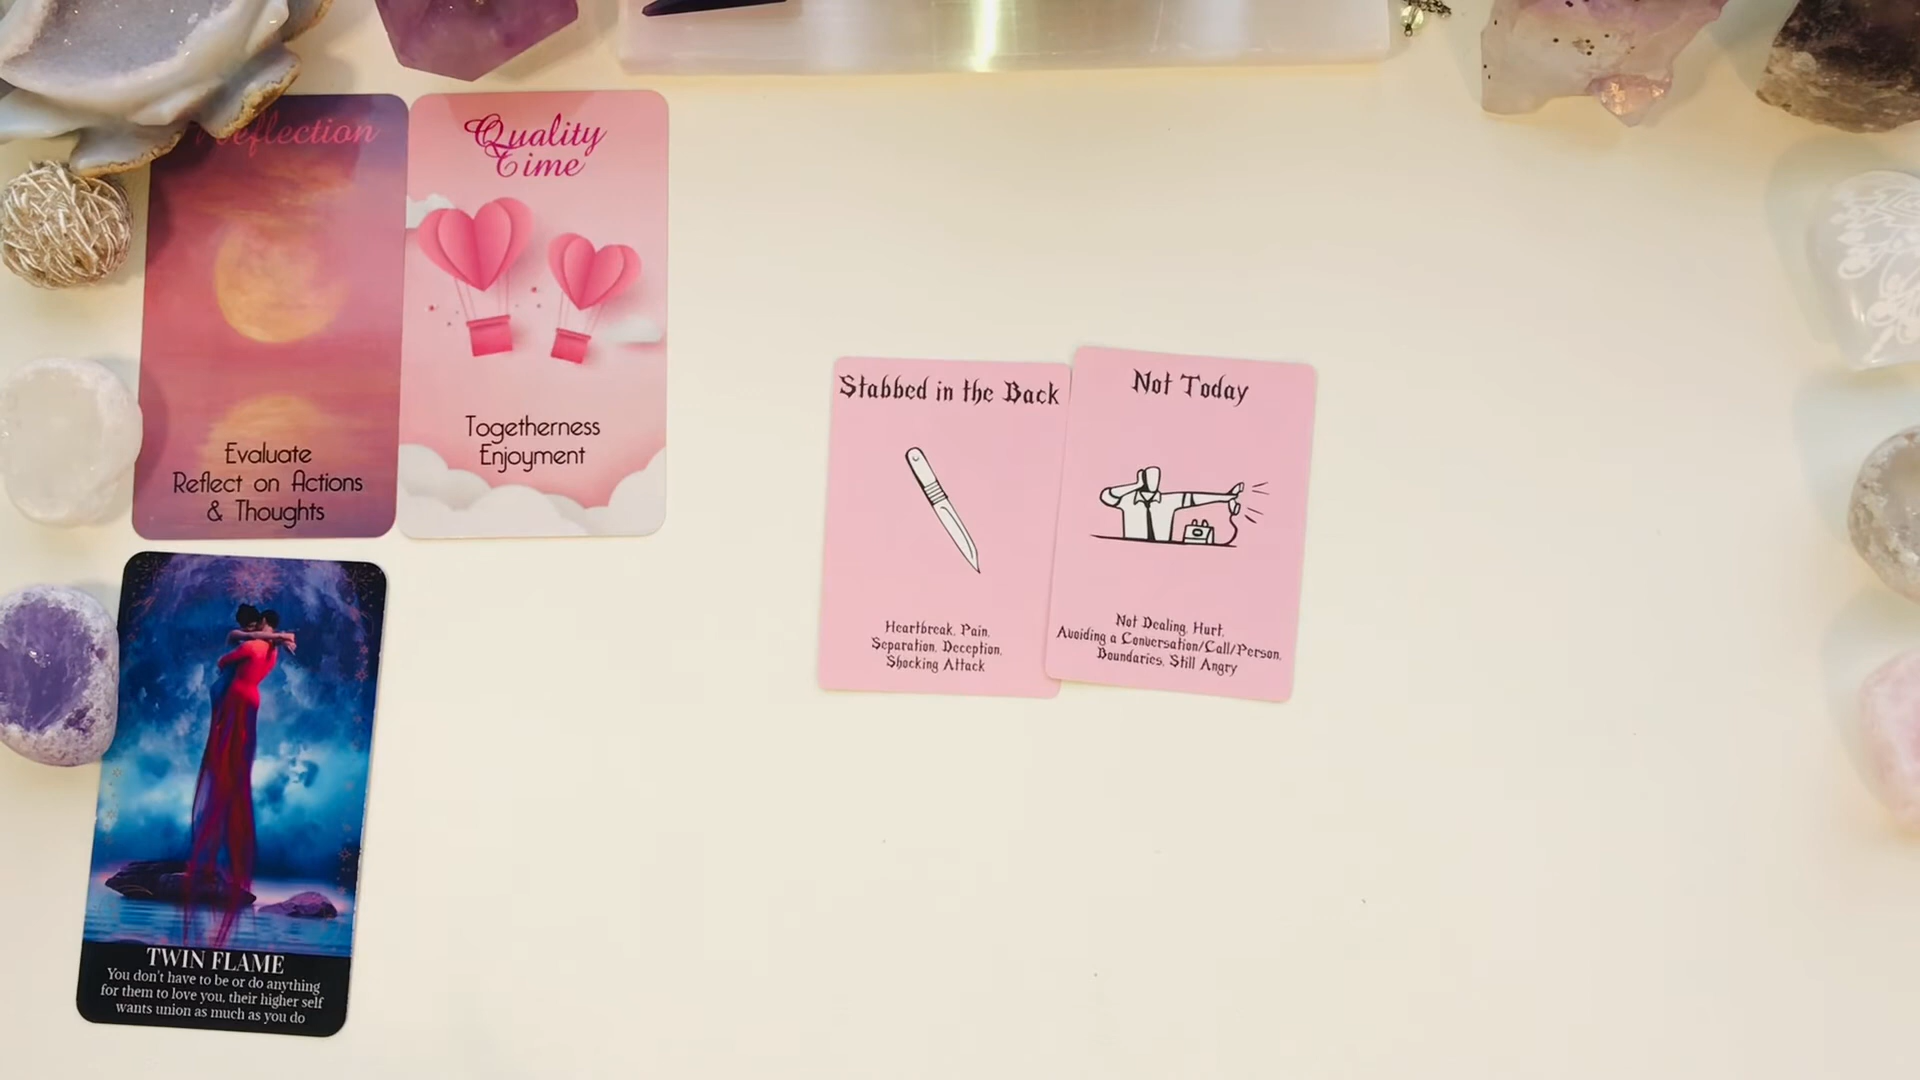 Reflection
Evaluate
Reflect on Actions
& Thoughts
Quality
Time
Togetherness
Enjoyment
TWIN FLAME
You don't have to be or do anything
for them to love you, their higher self
wants union as much as you do
Stabbed in the Back
Heartbreak, Pain,
Separation, Deception,
Shocking Attack
Not Today
Not Dealing, Hurt,
Avoiding a Conversation/Call/Person,
Boundaries, Still Angry